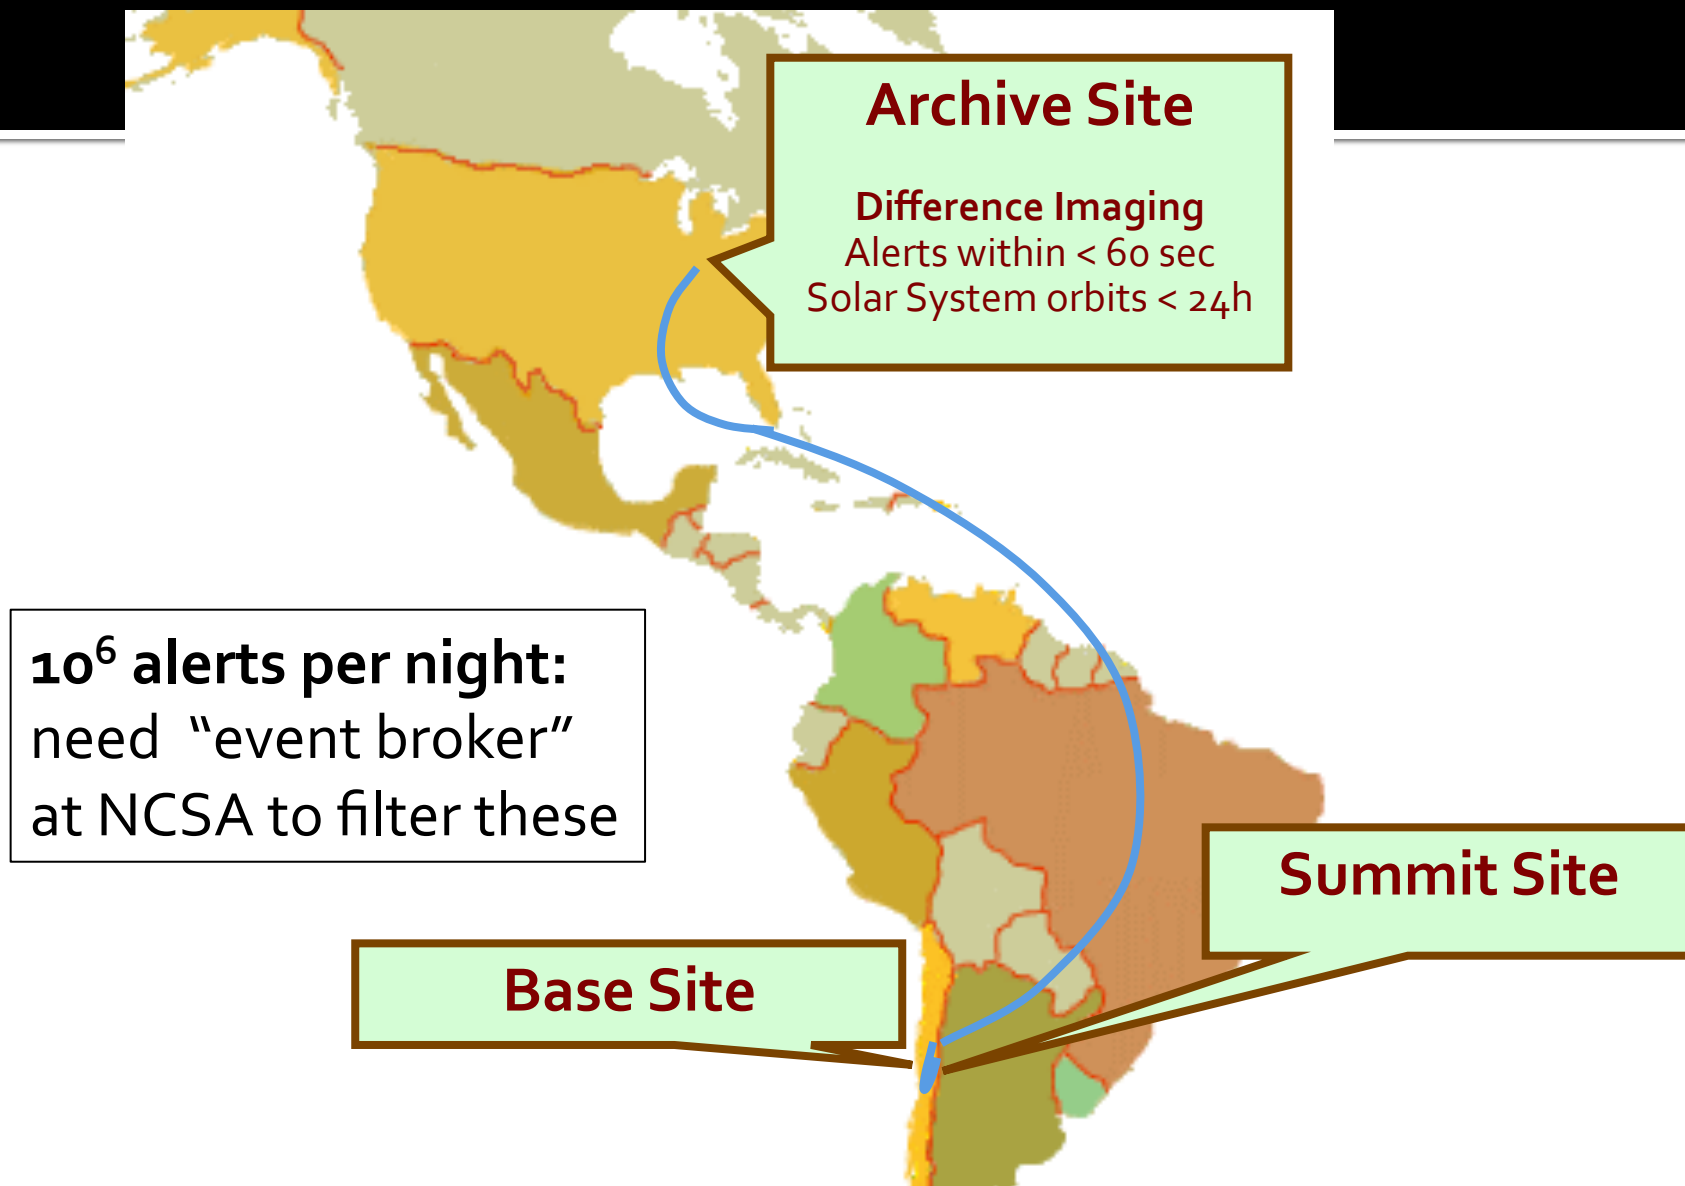 Archive Site
Difference Imaging
Alerts within < 60 sec
Solar System orbits < 24h
10⁶ alerts per night:
need “event broker”
at NCSA to filter these
Summit Site
Base Site